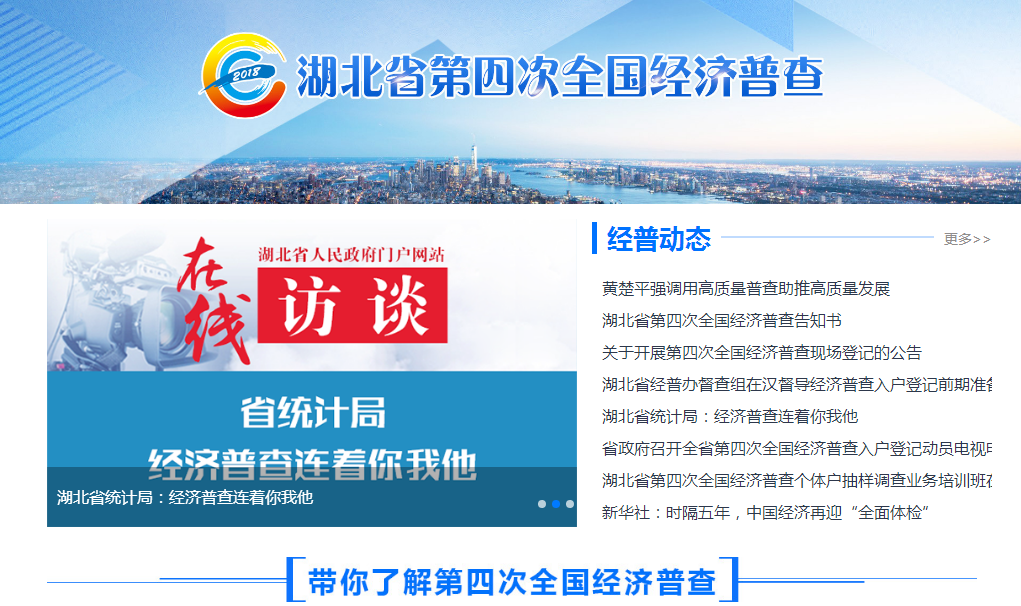 2018
湖北省第四次全国经济普查
在线
湖北省人民政府门户网站
访谈
省统计局
经济普查连着你我他
湖北省统计局：经济普查连着你我他
经普动态
更多>>
黄楚平强调用高质量普查助推高质量发展
湖北省第四次全国经济普查告知书
关于开展第四次全国经济普查现场登记的公告
湖北省经普办督查组在汉督导经济普查入户登记前期准备
湖北省统计局：经济普查连着你我他
省政府召开全省第四次全国经济普查入户登记动员电视电
湖北省第四次全国经济普查个体户抽样调查业务培训班在
新华社：时隔五年，中国经济再迎“全面体检”
带你了解第四次全国经济普查